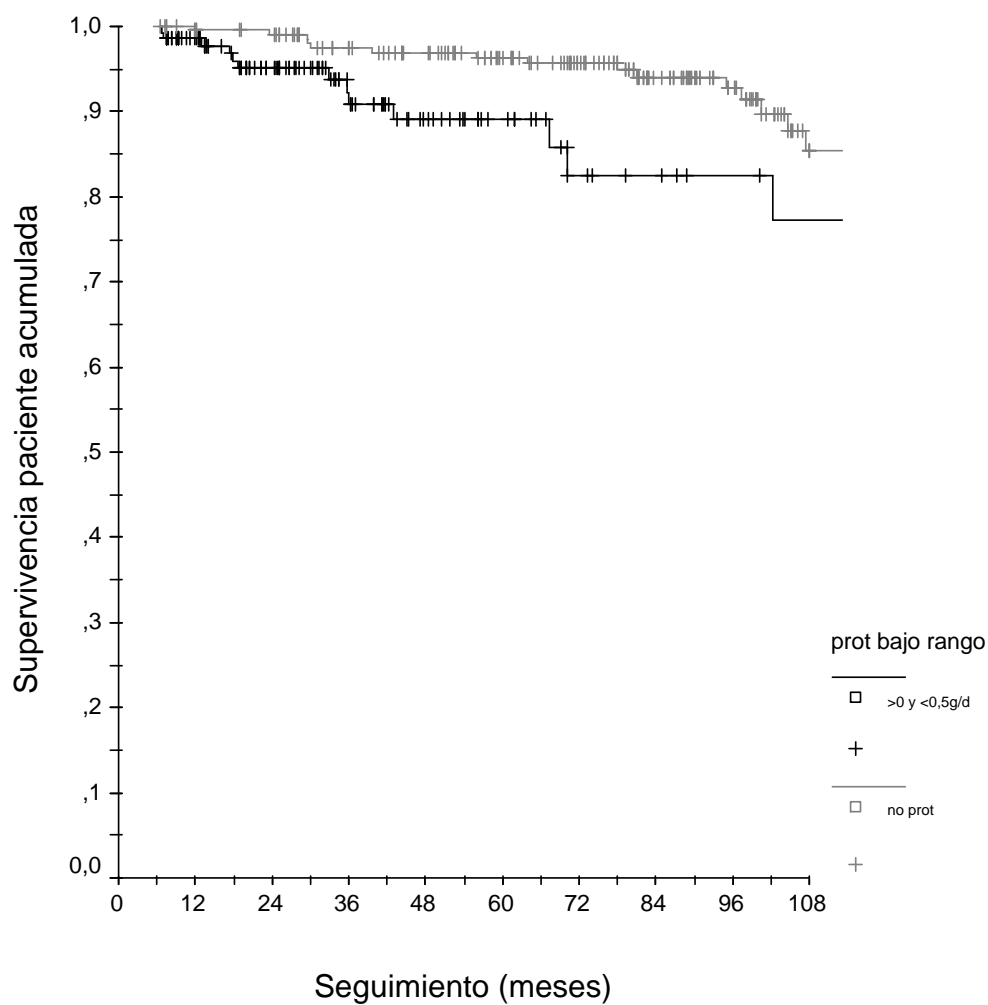 Supervivencia paciente acumulada
1,0
,9
,8
,7
,6
,5
,4
,3
,2
,1
0,0
0 12 24 36 48 60 72 84 96 108
Seguimiento (meses)
prot bajo rango
>0 y <0,5g/d
no prot